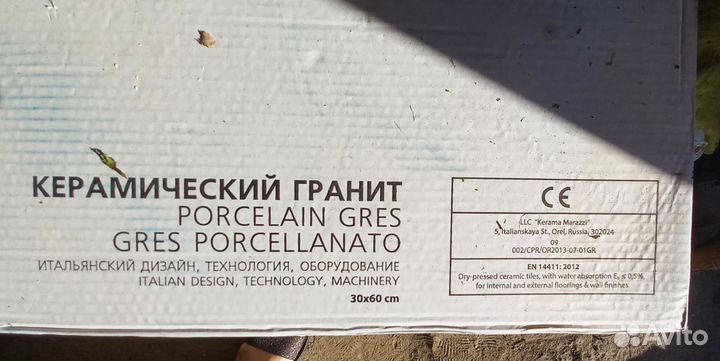 КЕРАМИЧЕСКИЙ ГРАНИТ
PORCELAIN GRES
GRES PORCELLANATO
ИТАЛЬЯНСКИЙ ДИЗАЙН, ТЕХНОЛОГИЯ, ОБОРУДОВАНИЕ
ITALIAN DESIGN, TECHNOLOGY, MACHINERY
30x60 cm
CE
LLC "Kerama Marazzi"
5, Italianskaya St., Orel, Russia, 302024
09
002/CPR/OR2013-07-01GR
EN 14411: 2012
Dry-pressed ceramic tiles, with water absorption E, ≤ 0,5%,
for internal and external floorings & wall finishes
Avito